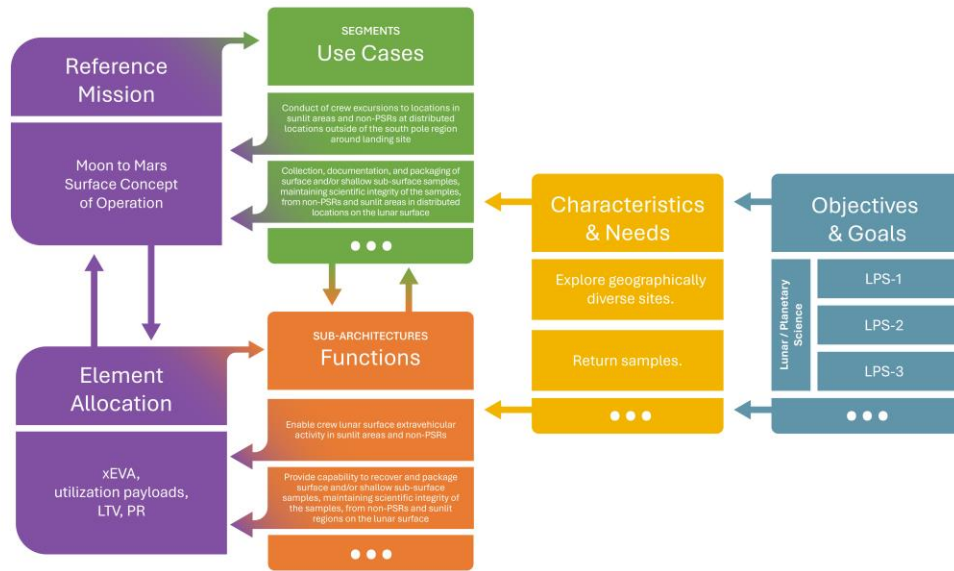 Reference
Mission
Moon to Mars
Surface Concept
of Operation
SEGMENTS
Use Cases
Conduct of crew excursions to locations in
sunlit areas and non-PSRs at distributed
locations outside of the south pole region
around landing site
Collection, documentation, and packaging of
surface and/or shallow sub-surface samples,
maintaining scientific integrity of the samples,
from non-PSRs and sunlit areas in distributed
locations on the lunar surface
Characteristics
& Needs
Explore geographically
diverse sites.
Return samples.
Objectives
& Goals
Lunar / Planetary
Science
LPS-1
LPS-2
LPS-3
Element
Allocation
xEVA,
utilization payloads,
LTV, PR
SUB-ARCHITECTURES
Functions
Enable crew lunar surface extravehicular
activity in sunlit areas and non-PSRs
Provide capability to recover and package
surface and/or shallow sub-surface
samples, maintaining scientific integrity of
the samples, from non-PSRs and sunlit
regions on the lunar surface